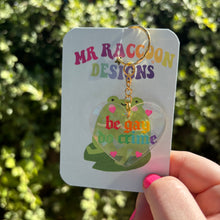 MR RACCOON
DESIGNS
be gay
do crime